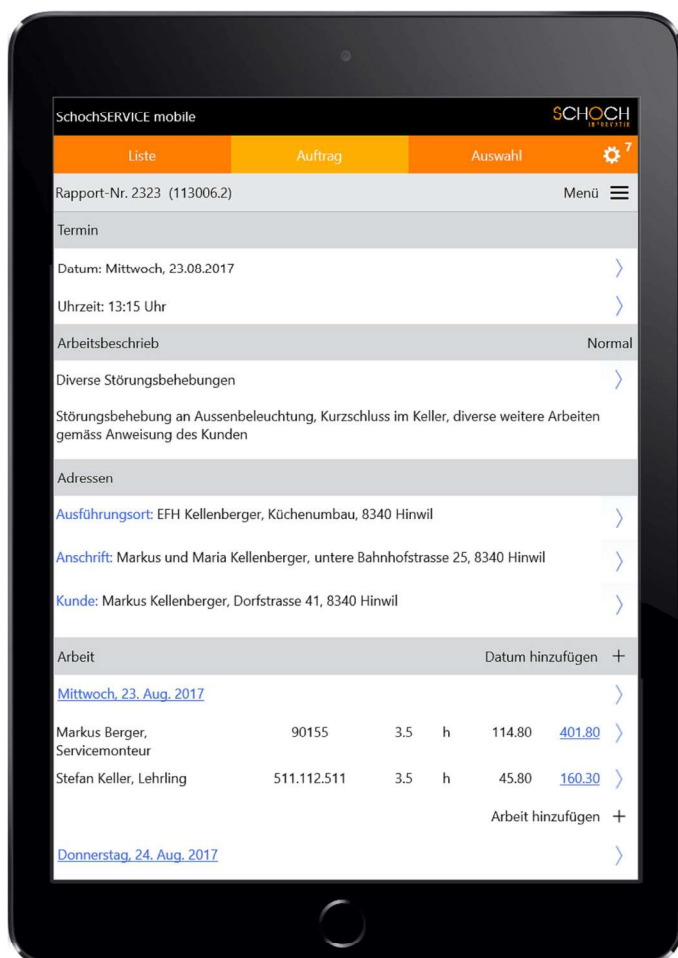 SchochSERVICE mobile
SCHOCH
INFORMATIK
Liste Auftrag Auswahl 7
Rapport-Nr. 2323 (113006.2) Menü
Termin
Datum: Mittwoch, 23.08.2017
Uhrzeit: 13:15 Uhr
Arbeitsbeschrieb Normal
Diverse Störungsbehebungen
Störungsbehebung an Aussenbeleuchtung, Kurzschluss im Keller, diverse weitere Arbeiten
gemäss Anweisung des Kunden
Adressen
Ausführungsort: EFH Kellenberger, Küchenumbau, 8340 Hinwil
Anschrift: Markus und Maria Kellenberger, untere Bahnhofstrasse 25, 8340 Hinwil
Kunde: Markus Kellenberger, Dorfstrasse 41, 8340 Hinwil
Arbeit Datum hinzufügen +
Mittwoch, 23. Aug. 2017
Markus Berger, 90155 3.5 h 114.80 401.80
Servicemonteur
Stefan Keller, Lehrling 511.112.511 3.5 h 45.80 160.30
Arbeit hinzufügen +
Donnerstag, 24. Aug. 2017